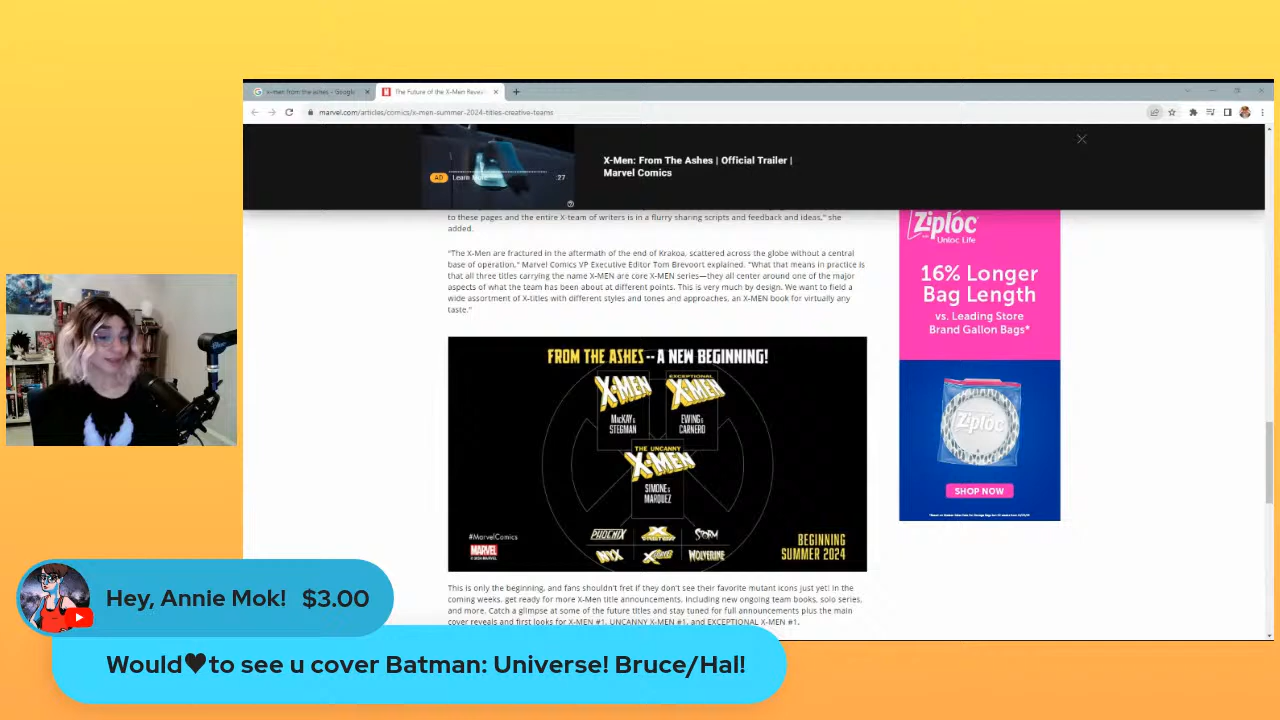 x-men from the ashes - Google
The Future of the X-Men Reveal
marvel.com/articles/comics/x-men-summer-2024-titles-creative-teams
AD Learn More :27
X-Men: From The Ashes | Official Trailer |
Marvel Comics
to these pages and the entire X-team of writers is in a flurry sharing scripts and feedback and ideas," she
added.
"The X-Men are fractured in the aftermath of the end of Krakoa, scattered across the globe without a central
base of operation," Marvel Comics VP Executive Editor Tom Brevoort explained. "What that means in practice is
that all three titles carrying the name X-MEN are core X-MEN series—they all center around one of the major
aspects of what the team has been about at different points. This is very much by design. We want to field a
wide assortment of X-titles with different styles and tones and approaches, an X-MEN book for virtually any
taste."
FROM THE ASHES -- A NEW BEGINNING!
X-MEN
MacKAY &
STEGMAN
EXCEPTIONAL
X-MEN
EWING &
CARNERO
THE UNCANNY
X-MEN
SIMONE &
MARQUEZ
#MarvelComics
MARVEL
PHOENIX
STORM
NYX
WOLVERINE
BEGINNING
SUMMER 2024
This is only the beginning, and fans shouldn't fret if they don't see their favorite mutant icons just yet! In the
coming weeks, get ready for more X-Men title announcements, including new ongoing team books, solo series,
and more. Catch a glimpse at some of the future titles and stay tuned for full announcements plus the main
cover reveals and first looks for X-MEN #1, UNCANNY X-MEN #1, and EXCEPTIONAL X-MEN #1.
Ziploc
Unloc Life
16% Longer
Bag Length
vs. Leading Store
Brand Gallon Bags*
Ziploc
SHOP NOW
Blue
Hey, Annie Mok! $3.00
Would♥to see u cover Batman: Universe! Bruce/Hal!